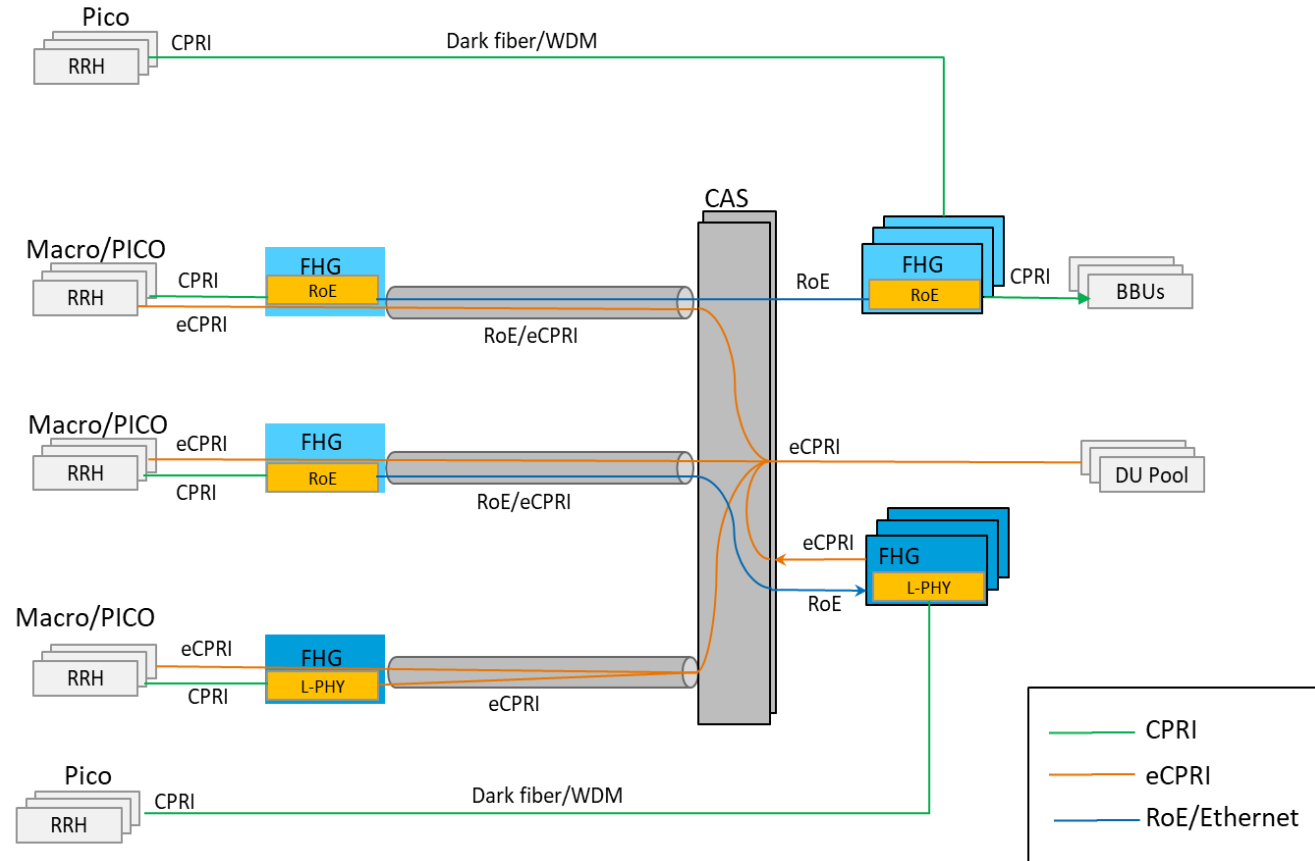 Pico
RRH
CPRI
Dark fiber/WDM
CAS
Macro/PICO
RRH
CPRI
eCPRI
FHG
RoE
RoE/eCPRI
RoE
FHG
RoE
CPRI
BBUs
Macro/PICO
RRH
eCPRI
CPRI
FHG
RoE
RoE/eCPRI
eCPRI
DU Pool
eCPRI
RoE
FHG
L-PHY
Macro/PICO
RRH
eCPRI
CPRI
FHG
L-PHY
eCPRI
Pico
RRH
CPRI
Dark fiber/WDM
CPRI
eCPRI
RoE/Ethernet